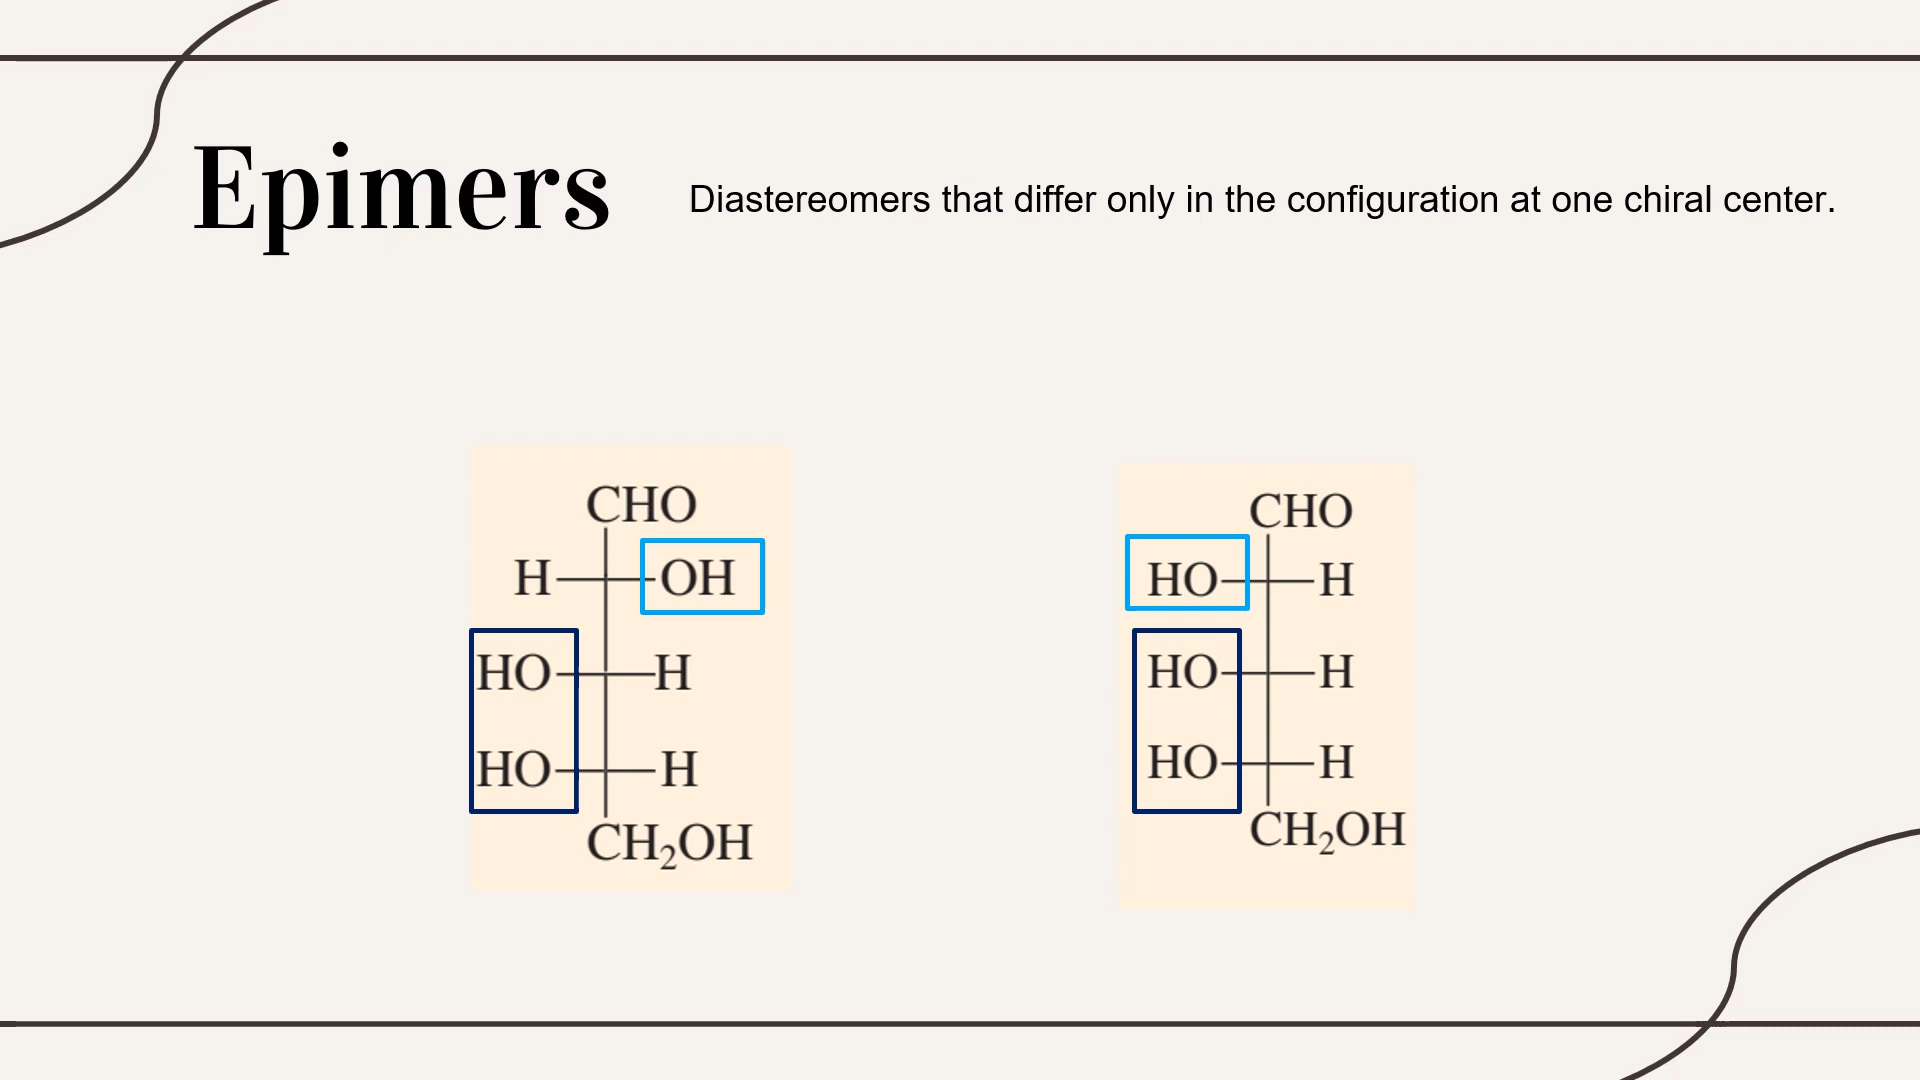 Epimers
Diastereomers that differ only in the configuration at one chiral center.
CHO
H OH
HO H
HO H
CH₂OH
CHO
HO H
HO H
HO H
CH₂OH